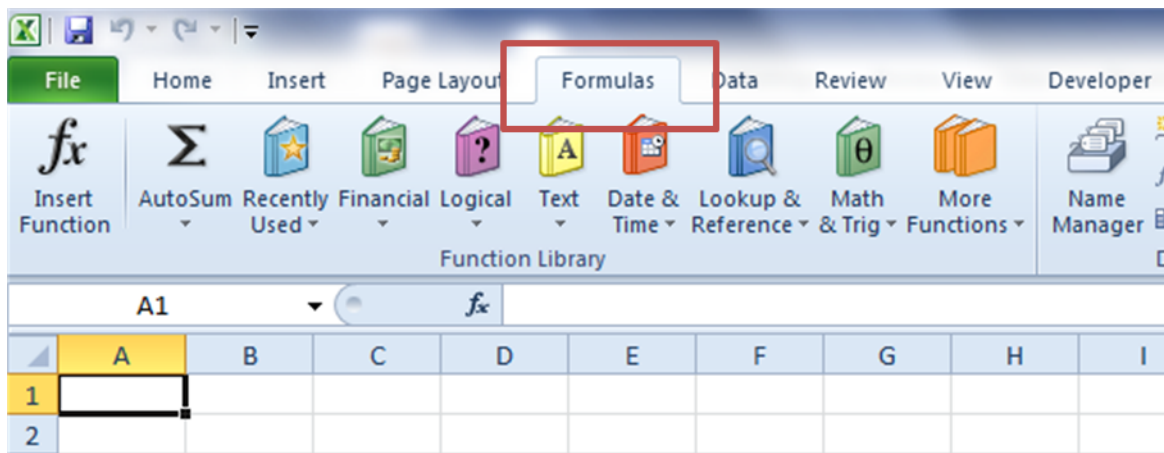 File Home Insert Page Layout Formulas Data Review View Developer
Insert Function
AutoSum
Recently Used
Financial
Logical
Text
Date & Time
Lookup & Reference
Math & Trig
More Functions
Name Manager
Function Library
A1 fx
A B C D E F G H I
1
2